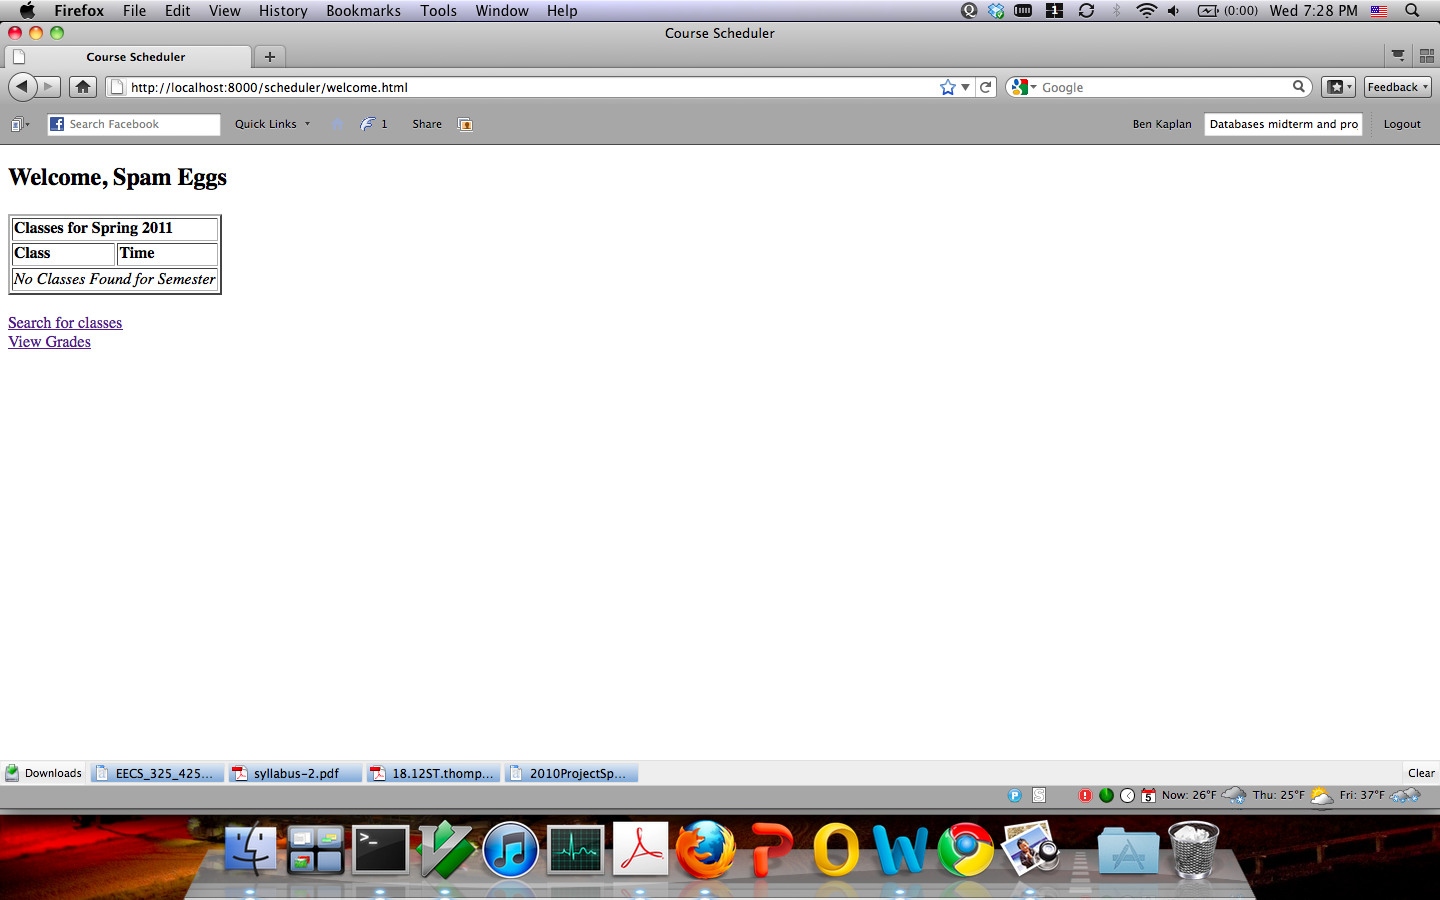 Firefox File Edit View History Bookmarks Tools Window Help 1 (0:00) Wed 7:28 PM
Course Scheduler
Course Scheduler +
http://localhost:8000/scheduler/welcome.html Google Feedback
Search Facebook Quick Links 1 Share Ben Kaplan Databases midterm and pro Logout
Welcome, Spam Eggs
Classes for Spring 2011
Class Time
No Classes Found for Semester
Search for classes
View Grades
Downloads EECS_325_425... syllabus-2.pdf 18.12ST.thomp... 2010ProjectSp... Clear
P S 5 Now: 26°F Thu: 25°F Fri: 37°F
>_ P O W